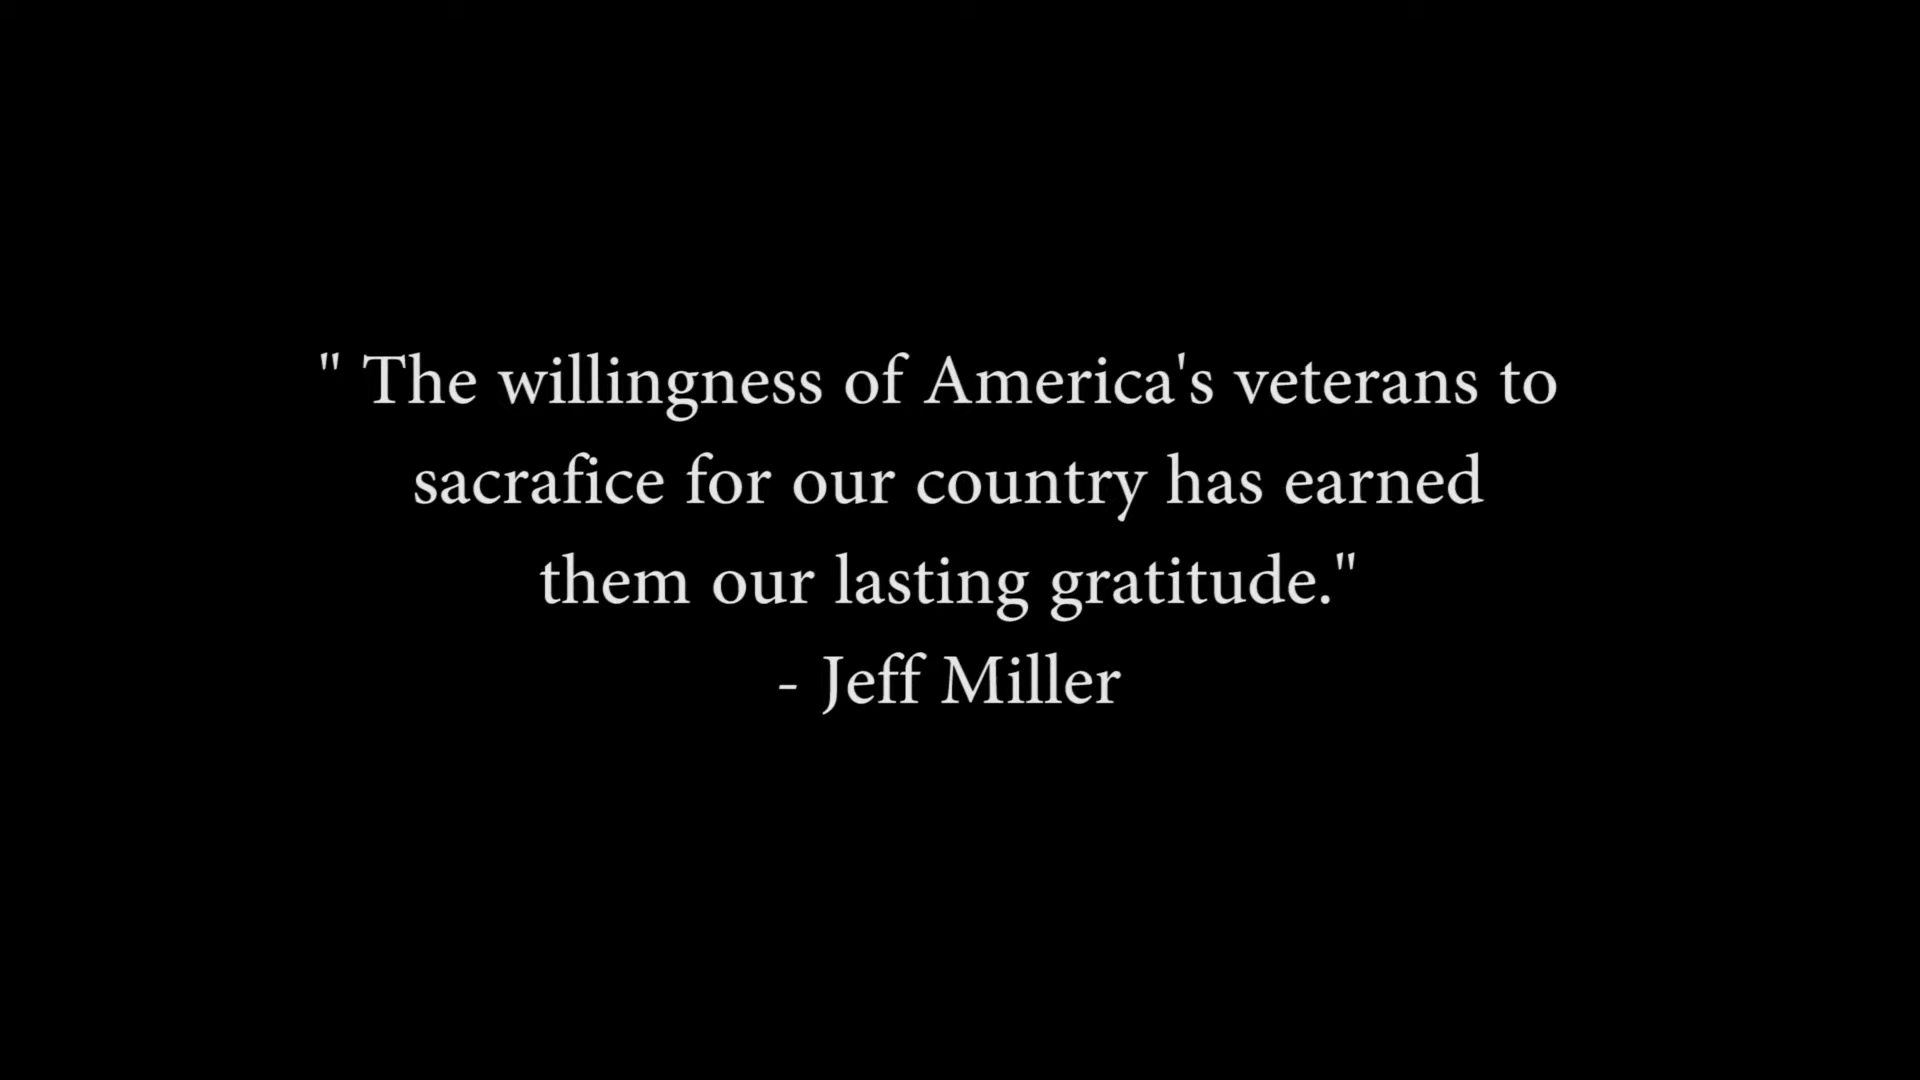 " The willingness of America's veterans to
sacrafice for our country has earned
them our lasting gratitude."
- Jeff Miller